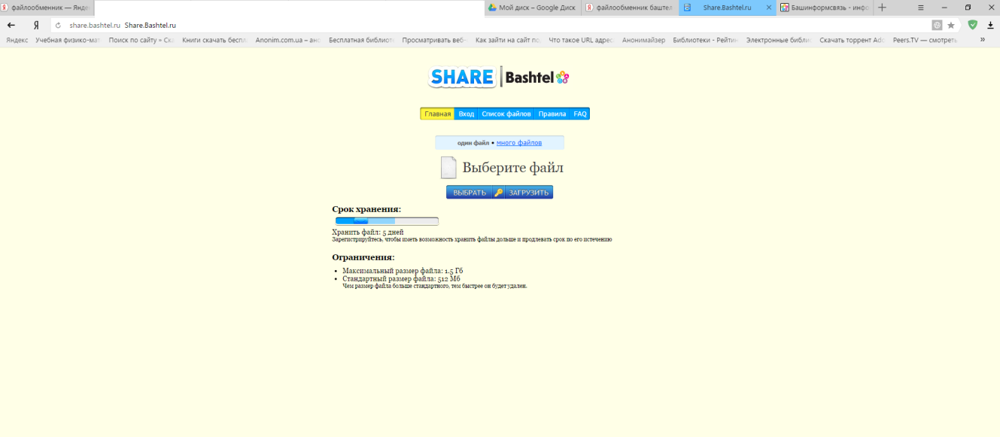 файлообменник — Янде
Мой диск – Google Диск
файлообменник баштел
Share.Bashtel.ru
Башинформсвязь - инфо
Я share.bashtel.ru Share.Bashtel.ru
Яндекс Учебная физико-мат Поиск по сайту » Ска Книги скачать беспл Anonim.com.ua – ано Бесплатная библиоте Просматривать веб- Как зайти на сайт по Что такое URL адрес Анонимайзер Библиотеки - Рейтин Электронные библи Скачать торрент Ado Peers.TV — смотреть »
SHARE Bashtel
Главная Вход Список файлов Правила FAQ
один файл • много файлов
Выберите файл
ВЫБРАТЬ ЗАГРУЗИТЬ
Срок хранения:
Хранить файл: 5 дней
Зарегистрируйтесь, чтобы иметь возможность хранить файлы дольше и продлевать срок по его истечению
Ограничения:
• Максимальный размер файла: 1.5 Гб
• Стандартный размер файла: 512 Мб
Чем размер файла больше стандартного, тем быстрее он будет удален.